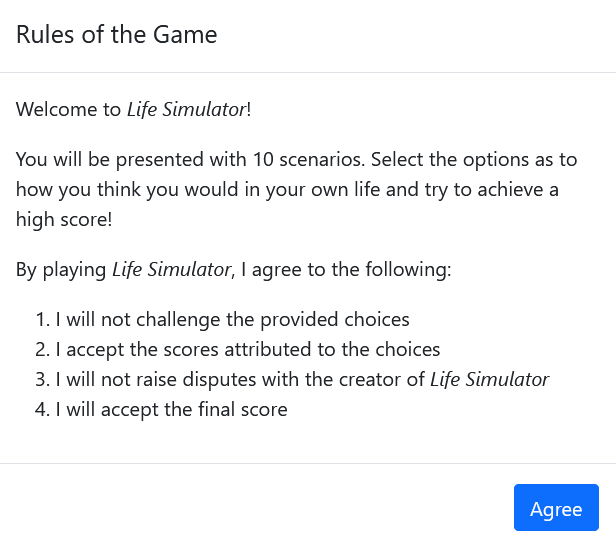 Rules of the Game
Welcome to Life Simulator!
You will be presented with 10 scenarios. Select the options as to
how you think you would in your own life and try to achieve a
high score!
By playing Life Simulator, I agree to the following:
1. I will not challenge the provided choices
2. I accept the scores attributed to the choices
3. I will not raise disputes with the creator of Life Simulator
4. I will accept the final score
Agree